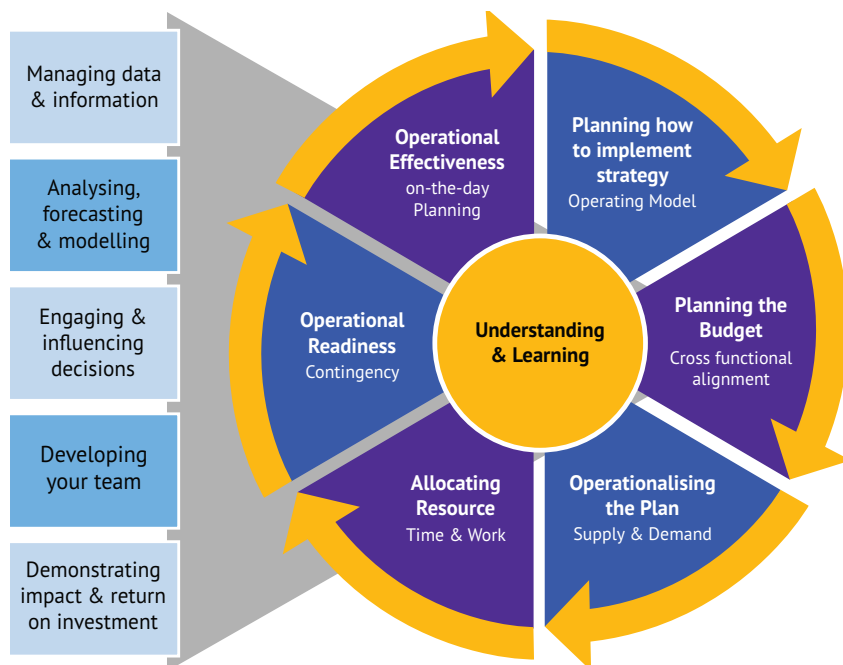 Managing data
& information
Analysing,
forecasting
& modelling
Engaging &
influencing
decisions
Developing
your team
Demonstrating
impact & return
on investment
Operational
Effectiveness
on-the-day
Planning
Planning how
to implement
strategy
Operating Model
Planning the
Budget
Cross functional
alignment
Operationalising
the Plan
Supply & Demand
Allocating
Resource
Time & Work
Operational
Readiness
Contingency
Understanding
& Learning